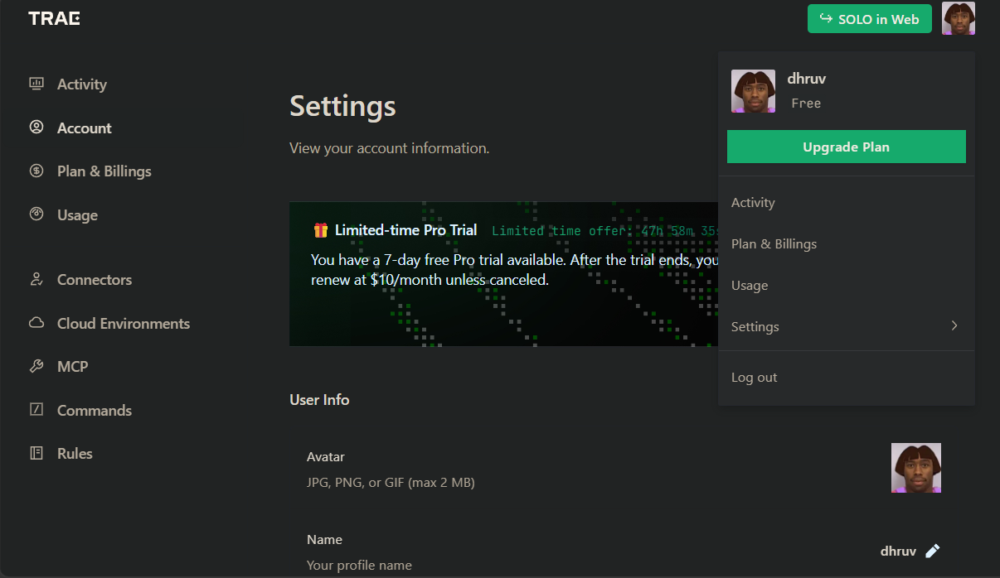 TRAE
SOLO in Web
Activity
Account
Plan & Billings
Usage
Connectors
Cloud Environments
MCP
Commands
Rules
Settings
View your account information.
Limited-time Pro Trial Limited time offer: 47h 58m 35s
You have a 7-day free Pro trial available. After the trial ends, you
renew at $10/month unless canceled.
User Info
Avatar
JPG, PNG, or GIF (max 2 MB)
Name
Your profile name
dhruv
dhruv
Free
Upgrade Plan
Activity
Plan & Billings
Usage
Settings
Log out